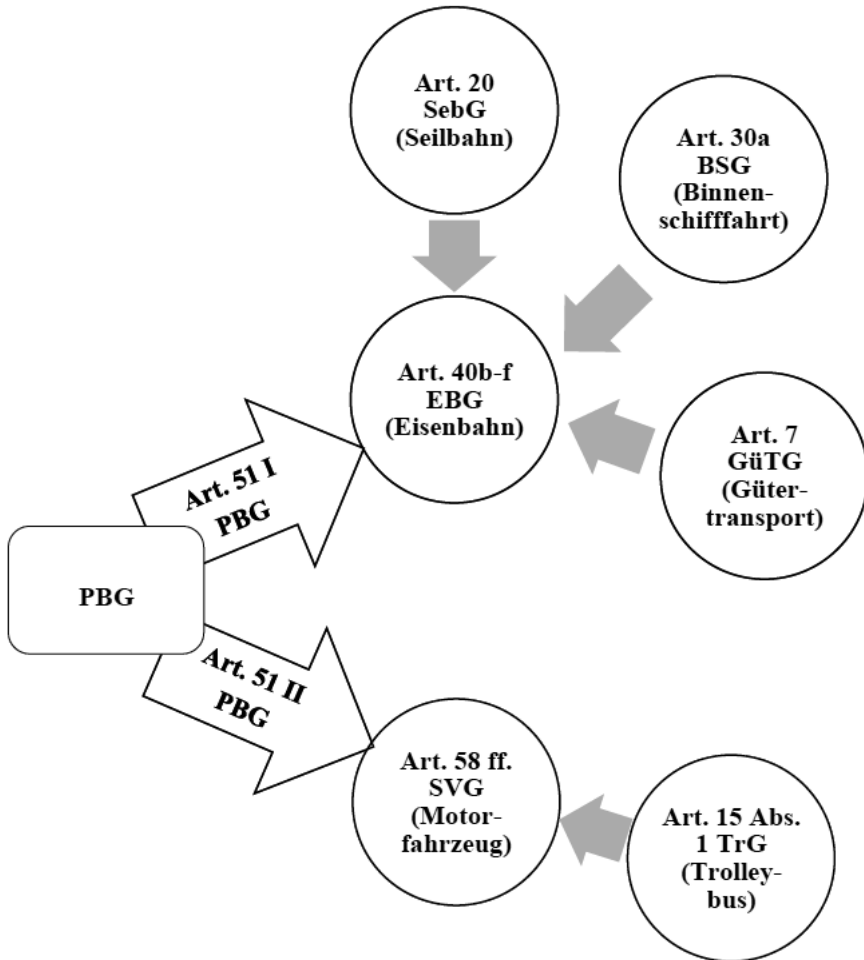 Art. 20
SebG
(Seilbahn)
Art. 30a
BSG
(Binnen-
schifffahrt)
Art. 40b-f
EBG
(Eisenbahn)
Art. 7
GüTG
(Güter-
transport)
Art. 51 I
PBG
PBG
Art. 51 II
PBG
Art. 58 ff.
SVG
(Motor-
fahrzeug)
Art. 15 Abs.
1 TrG
(Trolley-
bus)